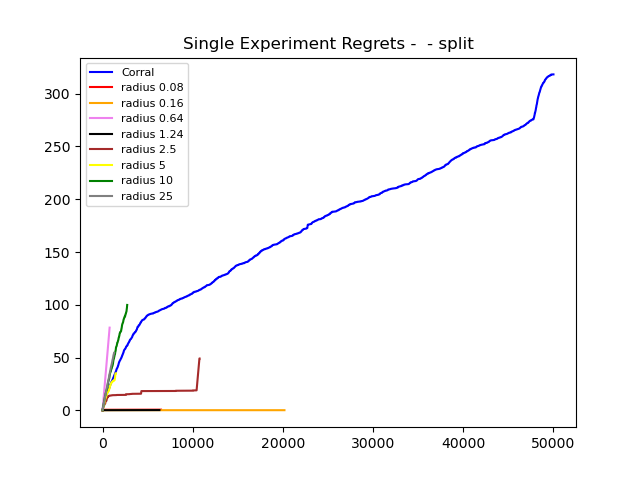 Single Experiment Regrets -  - split
Corral
radius 0.08
radius 0.16
radius 0.64
radius 1.24
radius 2.5
radius 5
radius 10
radius 25
300
250
200
150
100
50
0
0 10000 20000 30000 40000 50000